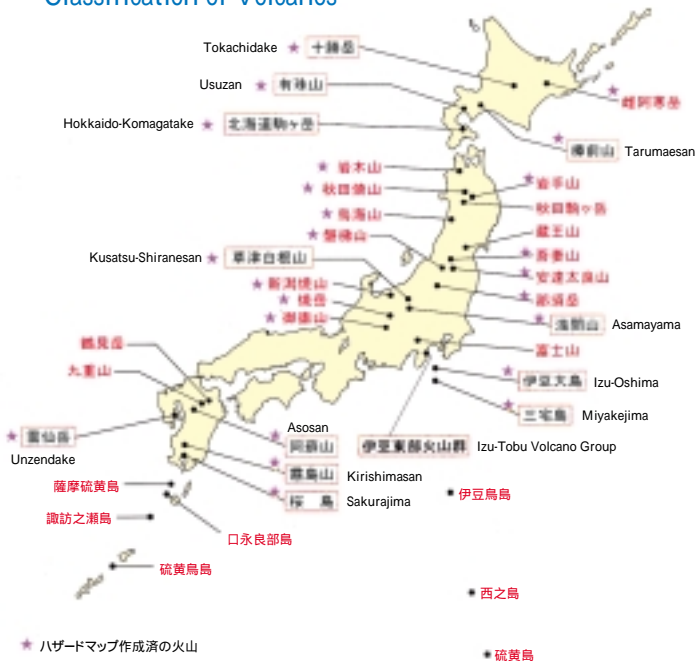 Classification of Volcanoes
Tokachidake ★ 十勝岳
Usuzan ★ 有珠山
★ 雌阿寒岳
Hokkaido-Komagatake ★ 北海道駒ヶ岳
★ 樽前山 Tarumaesan
★ 岩木山
★ 岩手山
★ 秋田焼山
秋田駒ヶ岳
★ 鳥海山
蔵王山
★ 磐梯山
★ 吾妻山
Kusatsu-Shiranesan ★ 草津白根山
★ 安達太良山
★ 新潟焼山
★ 那須岳
★ 焼岳
★ 御嶽山
★ 浅間山 Asamayama
鶴見岳
富士山
九重山
★ 伊豆大島 Izu-Oshima
★ 三宅島 Miyakejima
★ 雲仙岳
Unzendake
Asosan
★ 阿蘇山
伊豆東部火山群 Izu-Tobu Volcano Group
★ 霧島山 Kirishimasan
★ 桜島 Sakurajima
薩摩硫黄島
伊豆鳥島
諏訪之瀬島
口永良部島
硫黄鳥島
西之島
★ ハザードマップ作成済の火山
硫黄島